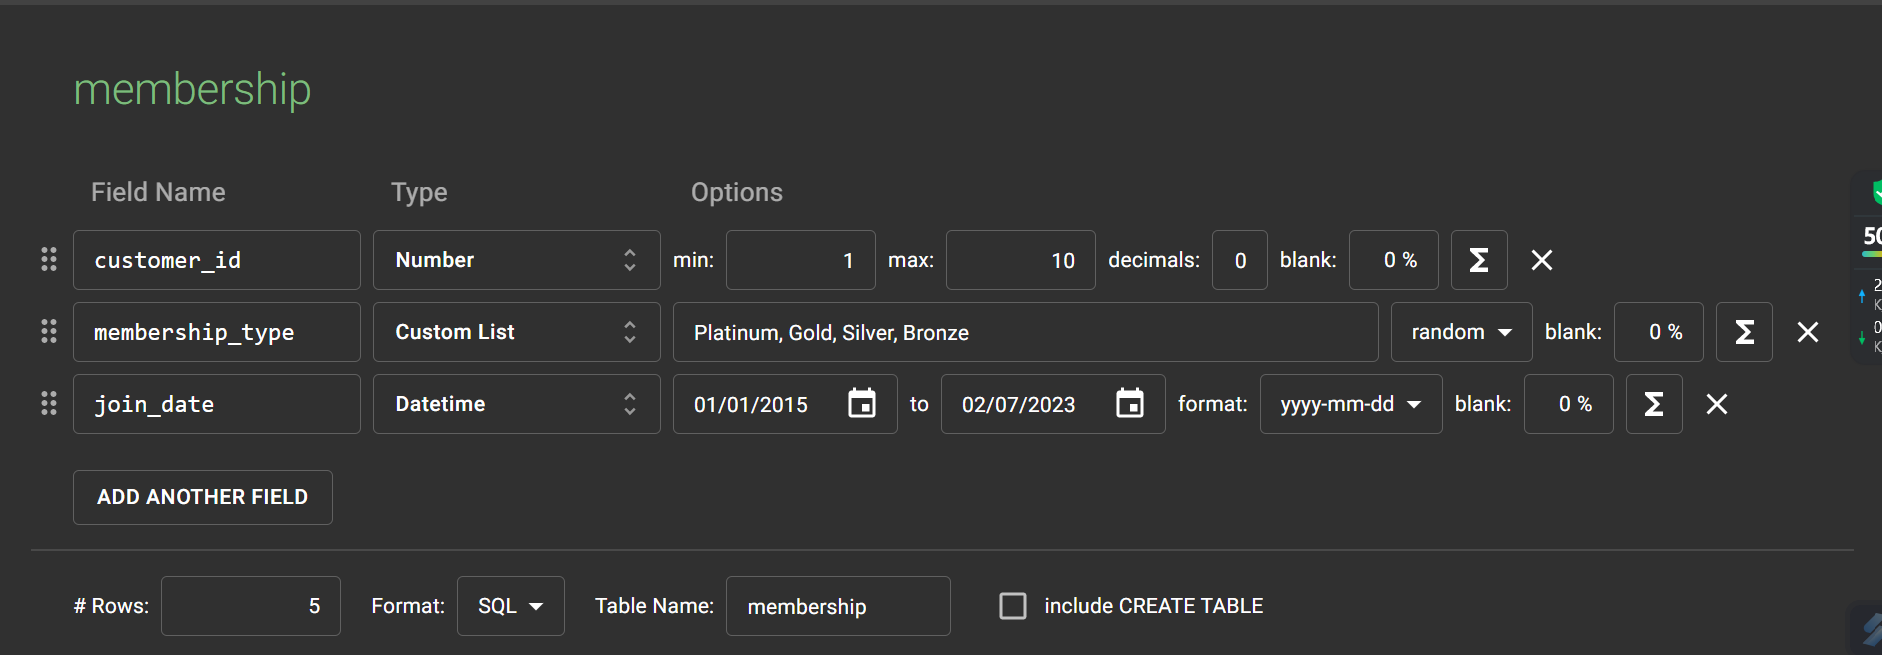 membership
Field Name Type Options
customer_id Number min: 1 max: 10 decimals: 0 blank: 0 % Σ
membership_type Custom List Platinum, Gold, Silver, Bronze random blank: 0 % Σ
join_date Datetime 01/01/2015 to 02/07/2023 format: yyyy-mm-dd blank: 0 % Σ
ADD ANOTHER FIELD
# Rows: 5 Format: SQL Table Name: membership include CREATE TABLE